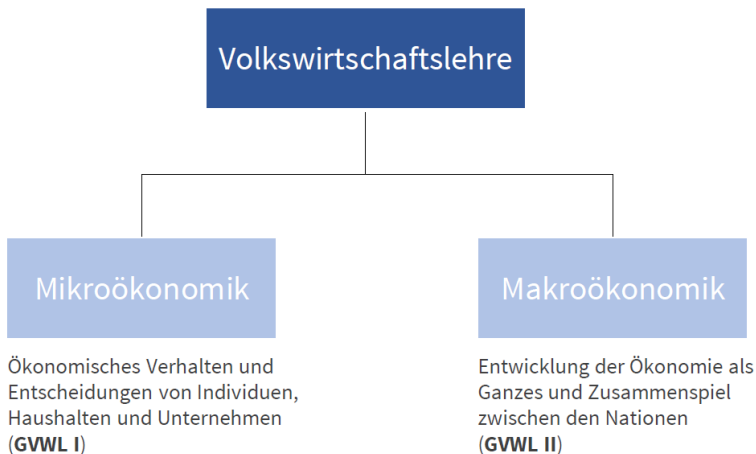 Volkswirtschaftslehre
Mikroökonomik
Ökonomisches Verhalten und
Entscheidungen von Individuen,
Haushalten und Unternehmen
(GVWL I)
Makroökonomik
Entwicklung der Ökonomie als
Ganzes und Zusammenspiel
zwischen den Nationen
(GVWL II)